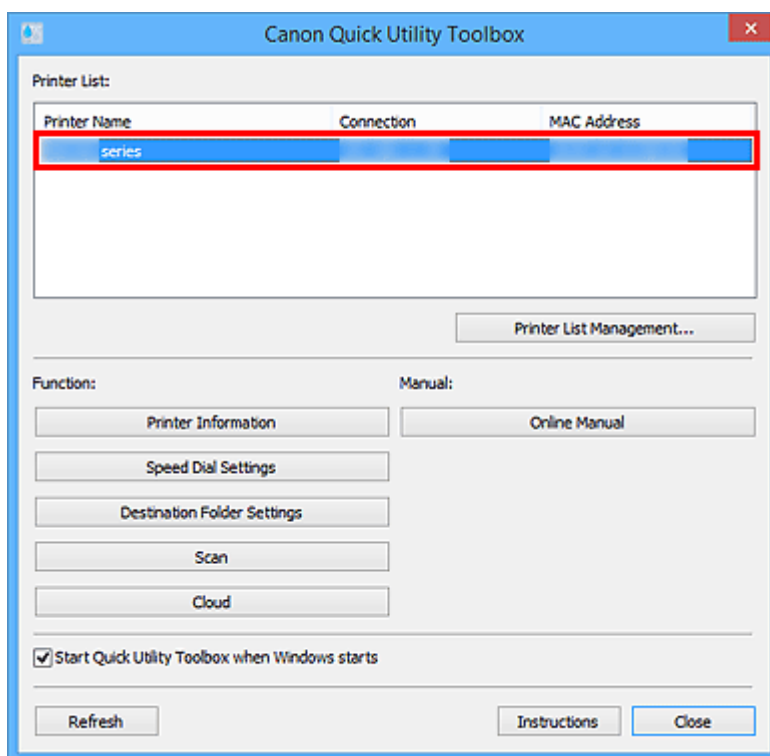 Canon Quick Utility Toolbox
Printer List:
Printer Name Connection MAC Address
series
Printer List Management...
Function: Manual:
Printer Information Online Manual
Speed Dial Settings
Destination Folder Settings
Scan
Cloud
Start Quick Utility Toolbox when Windows starts
Refresh Instructions Close